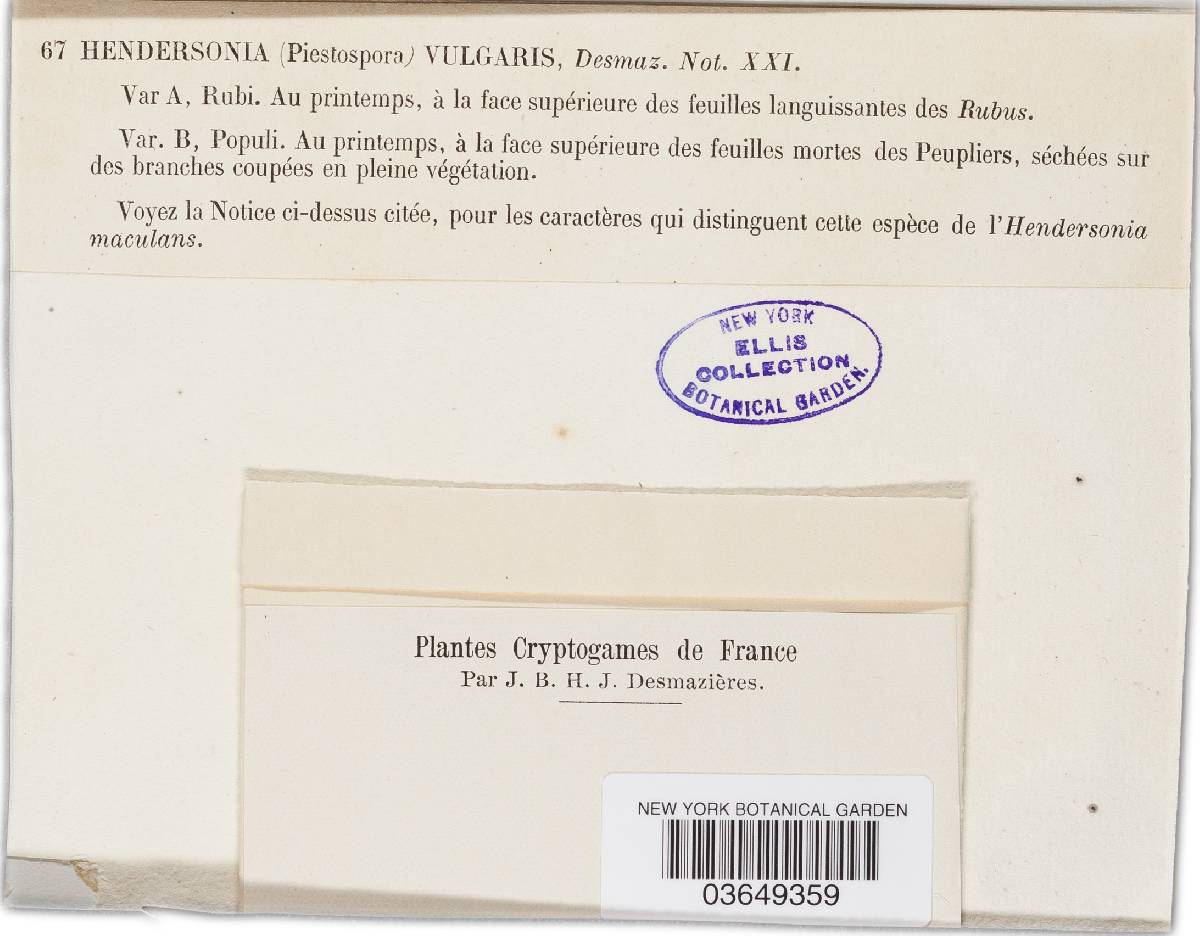 67 HENDERSONIA (Piestospora) VULGARIS, Desmaz. Not. XXI.
Var A, Rubi. Au printemps, à la face supérieure des feuilles languissantes des Rubus.
Var. B, Populi. Au printemps, à la face supérieure des feuilles mortes des Peupliers, séchées sur
des branches coupées en pleine végétation.
Voyez la Notice ci-dessus citée, pour les caractères qui distinguent cette espèce de l'Hendersonia
maculans.
NEW YORK
ELLIS
COLLECTION
BOTANICAL GARDEN.
Plantes Cryptogames de France
Par J. B. H. J. Desmazières.
NEW YORK BOTANICAL GARDEN
03649359